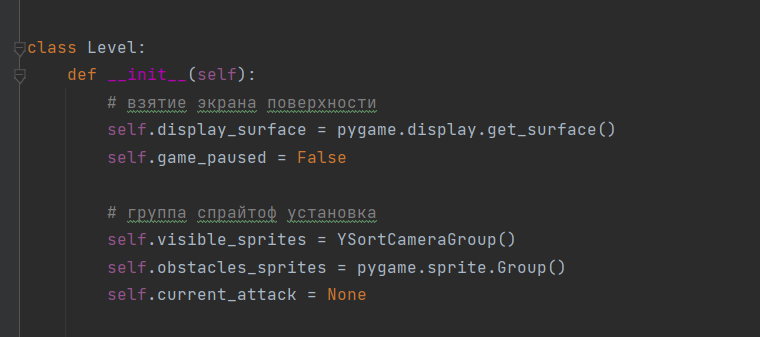 class Level:
    def __init__(self):
        # взятие экрана поверхности
        self.display_surface = pygame.display.get_surface()
        self.game_paused = False

        # группа спрайтоф установка
        self.visible_sprites = YSortCameraGroup()
        self.obstacles_sprites = pygame.sprite.Group()
        self.current_attack = None